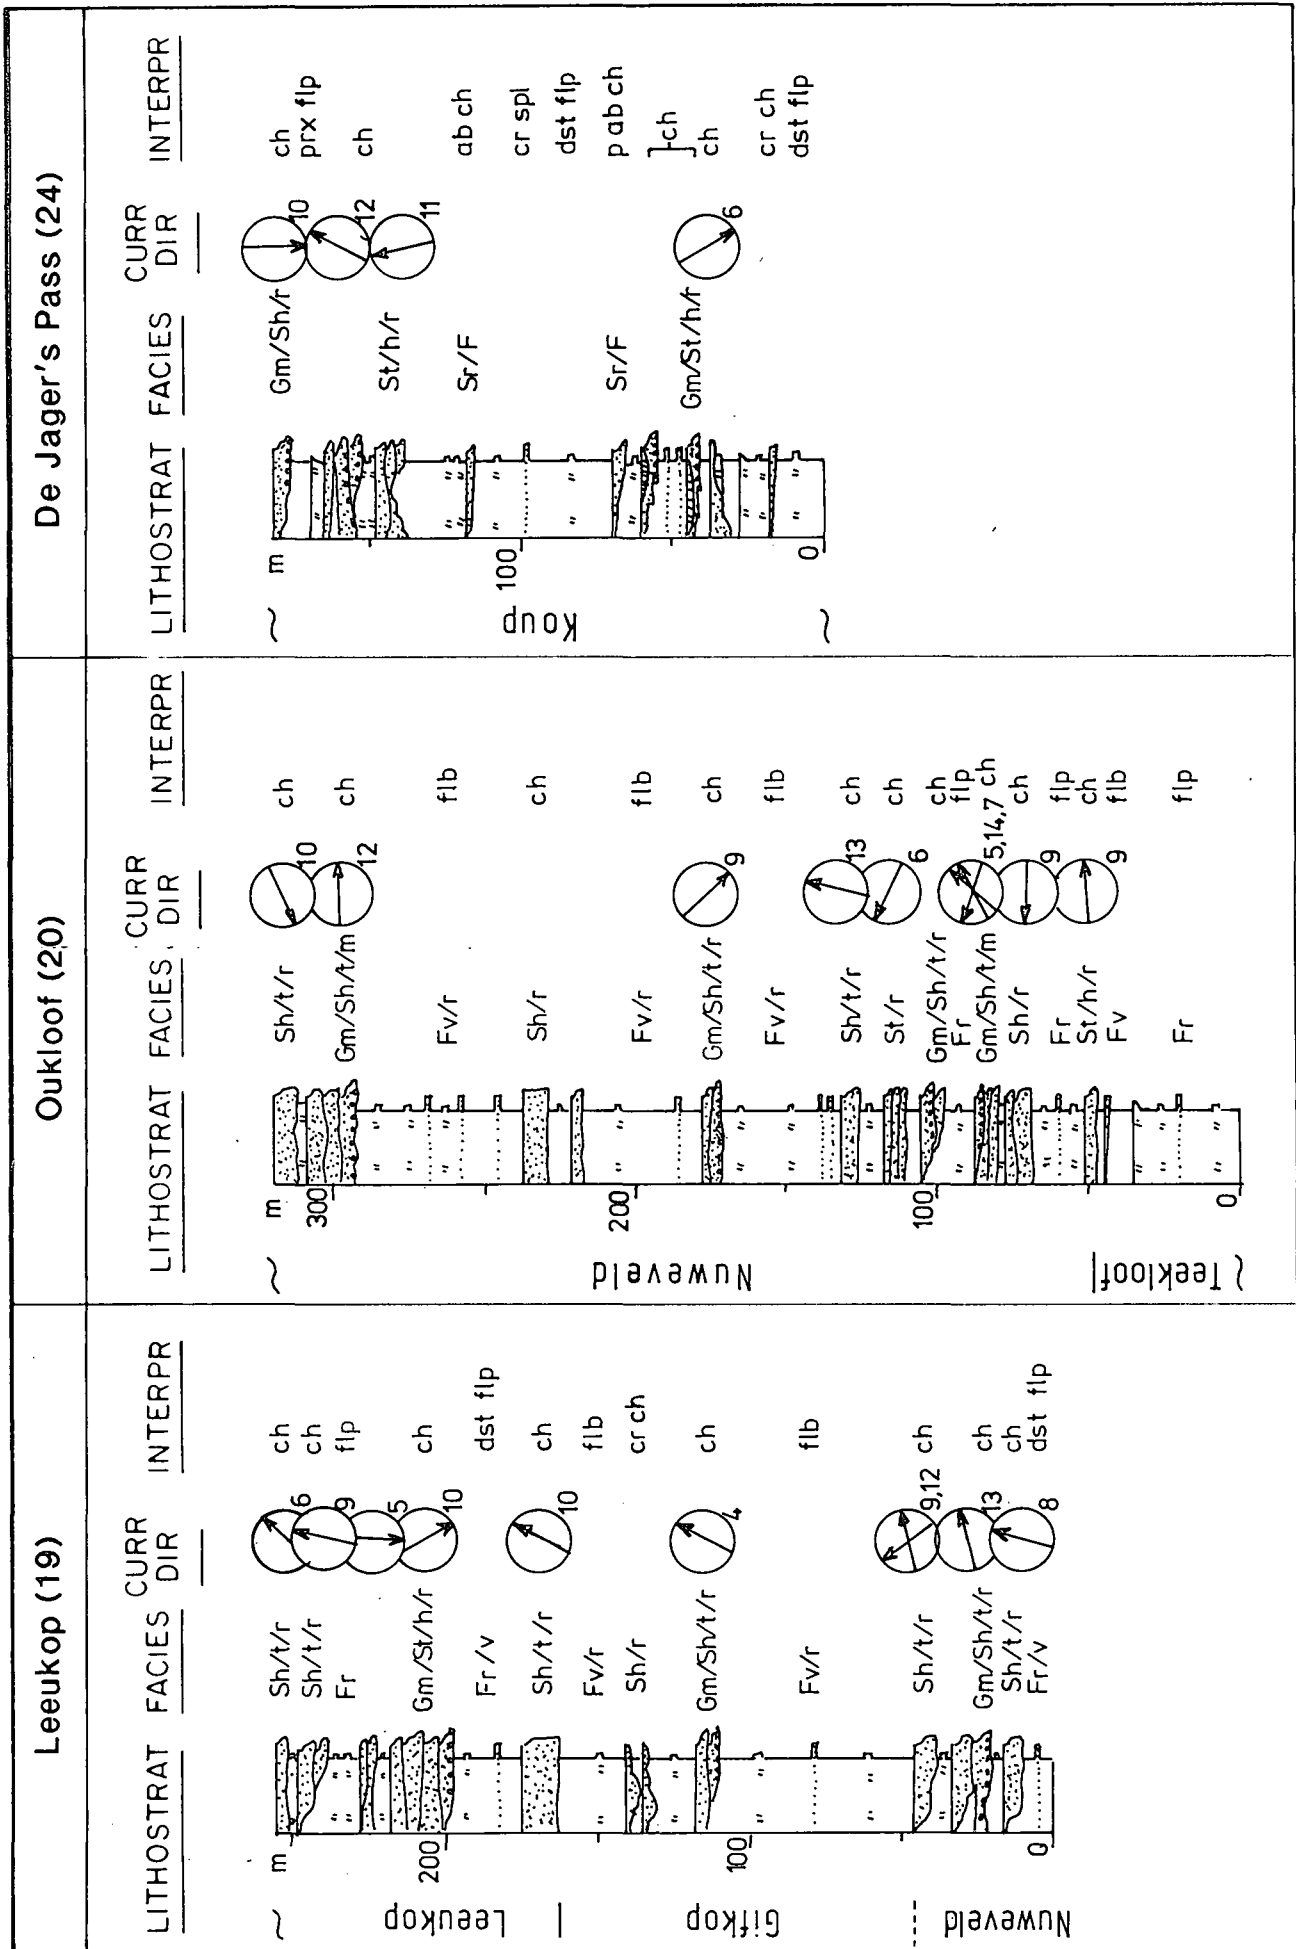 Leeukop (19)
LITHOSTRAT FACIES CURR DIR INTERPR
m
200
100
0
Leeukop
Gifkop
Nuweveld
Sh/t/r
Sh/t/r
Fr
Gm/St/h/r
Fr/v
Sh/t/r
Fv/r
Sh/r
Gm/Sh/t/r
Fv/r
Sh/t/r
Gm/Sh/t/r
Sh/t/r
Fr/v
6
9
5
10
10
4
9,12
13
8
ch
ch
flp
ch
dst flp
ch
flb
cr ch
ch
flb
ch
ch
ch
dst flp
Oukloof (20)
LITHOSTRAT FACIES CURR DIR INTERPR
m
300
200
100
0
Nuweveld
Teekloof
Sh/t/r
Gm/Sh/t/m
Fv/r
Sh/r
Fv/r
Gm/Sh/t/r
Fv/r
Sh/t/r
St/r
Gm/Sh/t/r
Fr
Gm/Sh/t/m
Sh/r
Fr
St/h/r
Fv
Fr
10
12
9
13
6
5,14,7
9
9
ch
ch
flb
ch
flb
ch
flb
ch
ch
ch
flp
ch
ch
flp
ch
flb
flp
De Jager's Pass (24)
LITHOSTRAT FACIES CURR DIR INTERPR
m
100
0
Koup
Gm/Sh/r
St/h/r
Sr/F
Sr/F
Gm/St/h/r
10
12
11
6
ch
prx flp
ch
ab ch
cr spl
dst flp
p ab ch
ch
ch
cr ch
dst flp